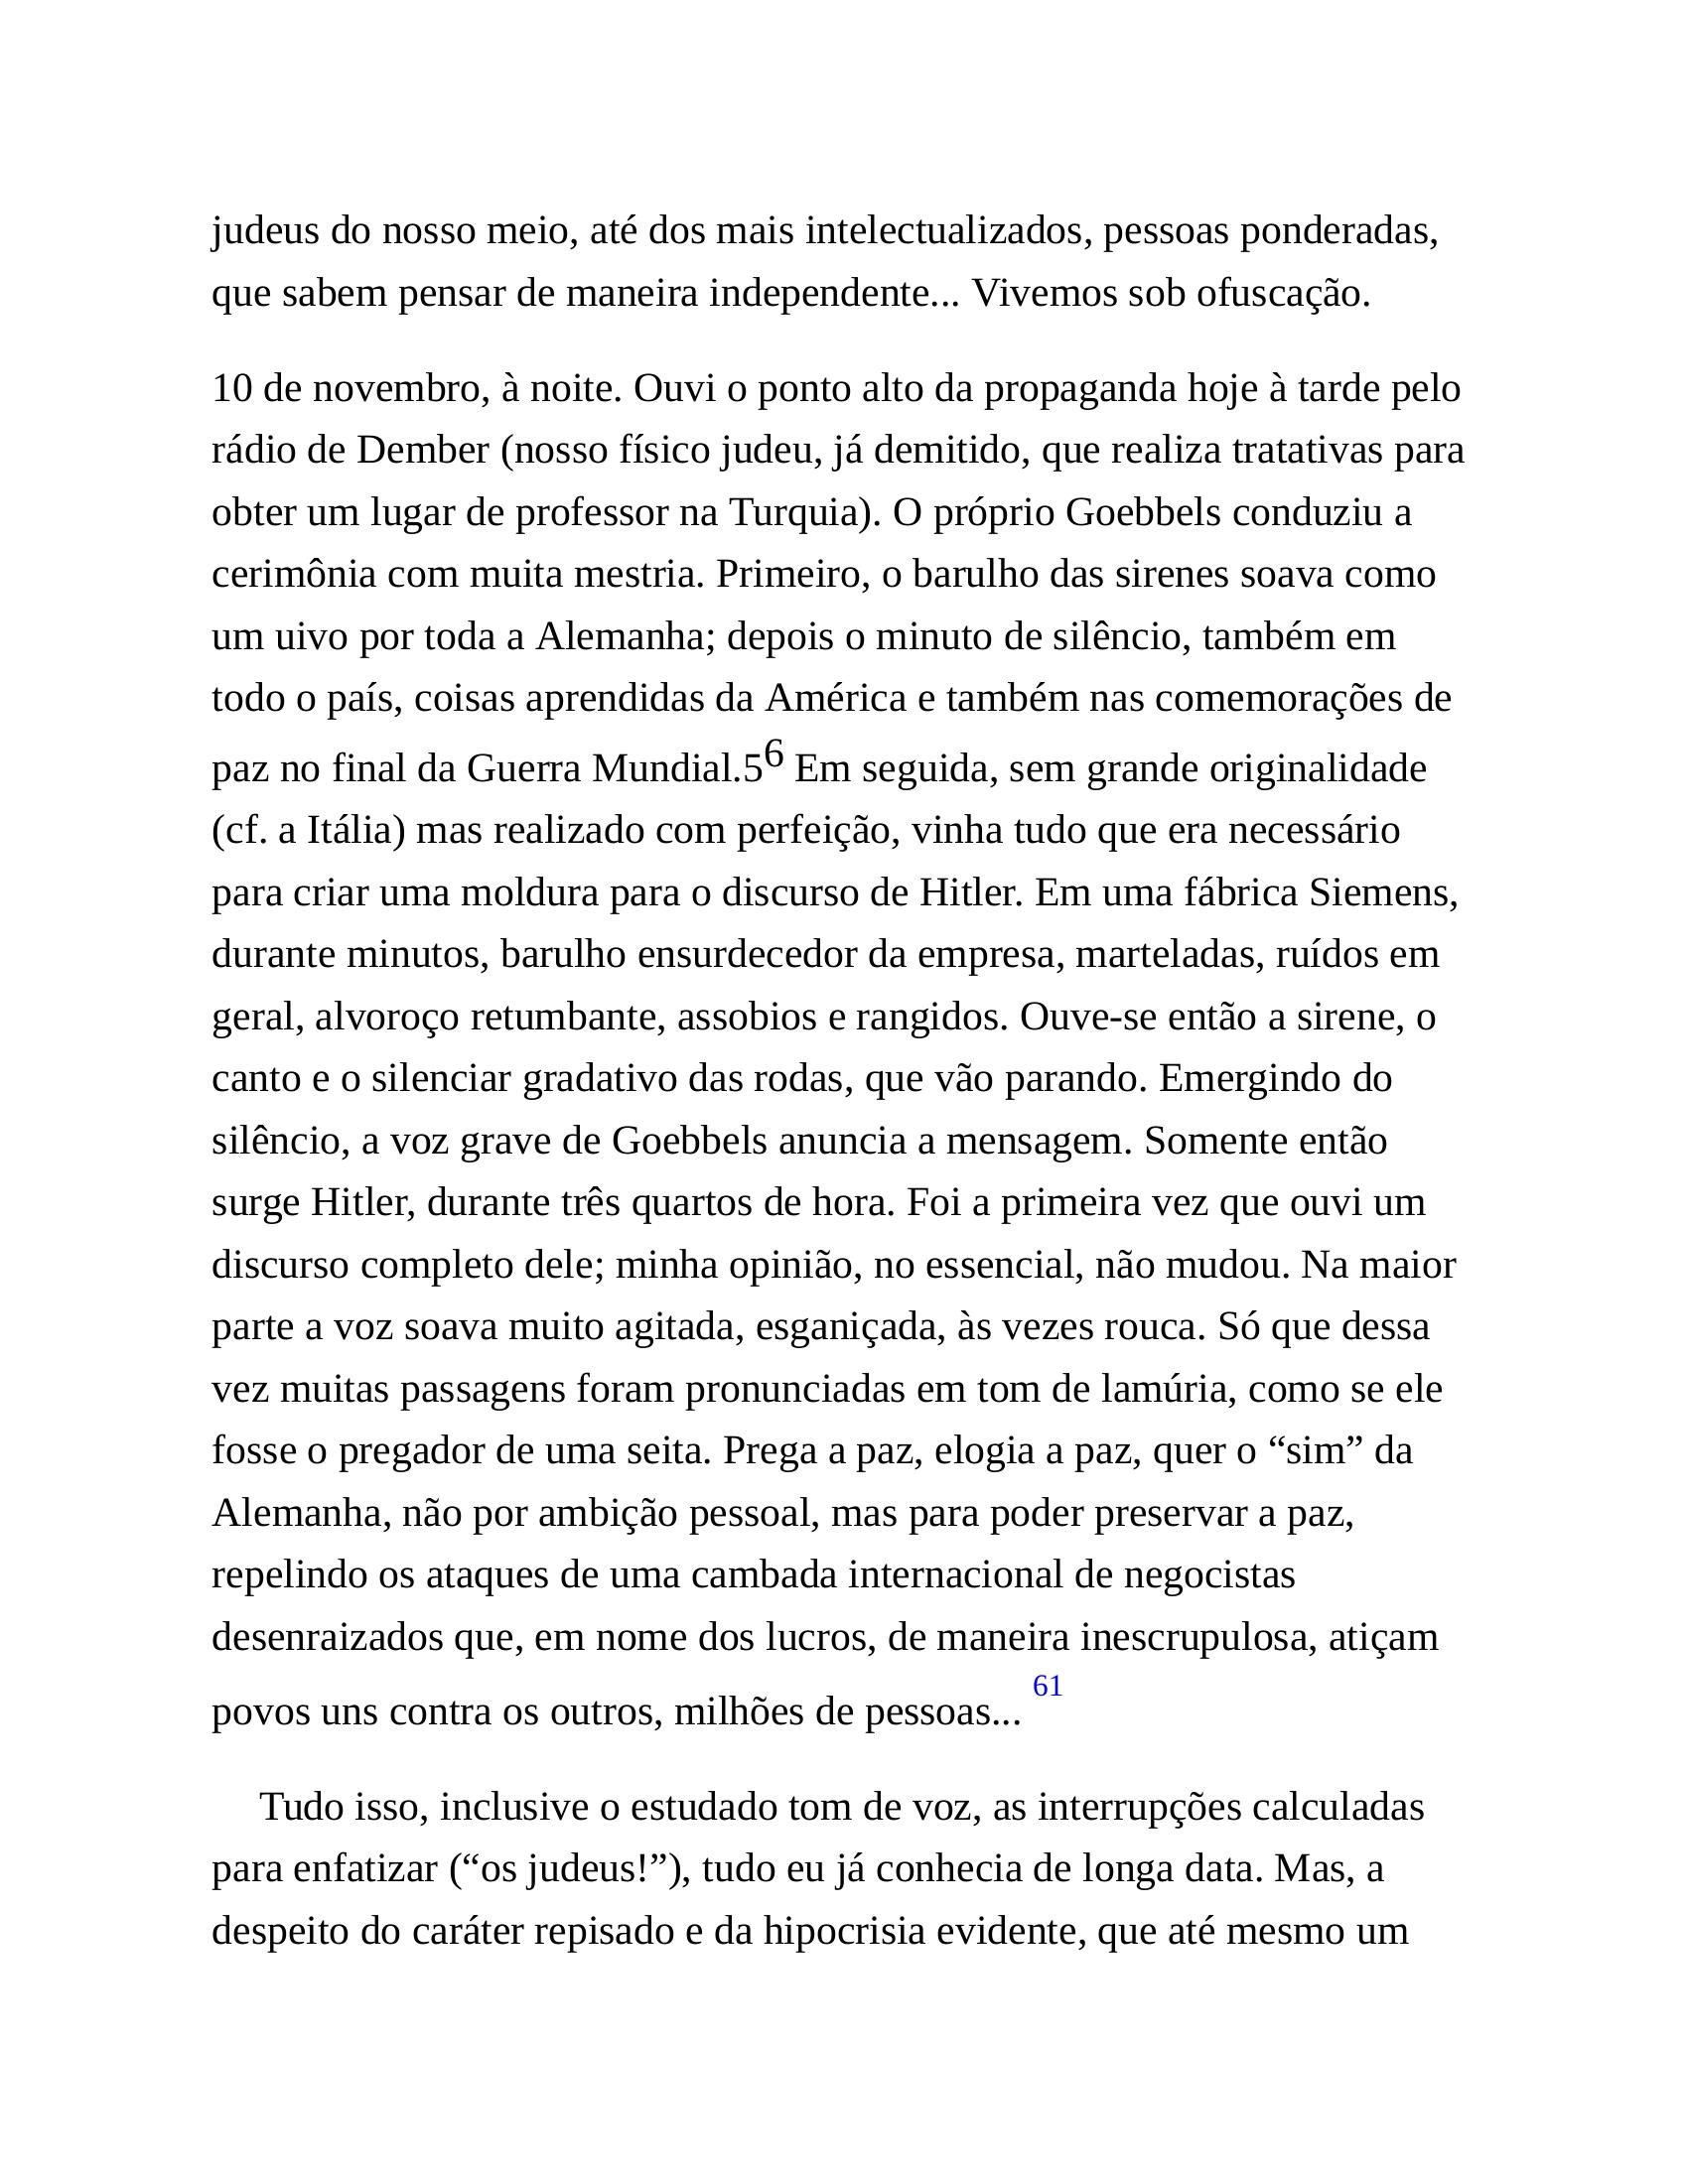 judeus do nosso meio, até dos mais intelectualizados, pessoas ponderadas,
que sabem pensar de maneira independente... Vivemos sob ofuscação.
10 de novembro, à noite. Ouvi o ponto alto da propaganda hoje à tarde pelo
rádio de Dember (nosso físico judeu, já demitido, que realiza tratativas para
obter um lugar de professor na Turquia). O próprio Goebbels conduziu a
cerimônia com muita mestria. Primeiro, o barulho das sirenes soava como
um uivo por toda a Alemanha; depois o minuto de silêncio, também em
todo o país, coisas aprendidas da América e também nas comemorações de
paz no final da Guerra Mundial.56 Em seguida, sem grande originalidade
(cf. a Itália) mas realizado com perfeição, vinha tudo que era necessário
para criar uma moldura para o discurso de Hitler. Em uma fábrica Siemens,
durante minutos, barulho ensurdecedor da empresa, marteladas, ruídos em
geral, alvoroço retumbante, assobios e rangidos. Ouve-se então a sirene, o
canto e o silenciar gradativo das rodas, que vão parando. Emergindo do
silêncio, a voz grave de Goebbels anuncia a mensagem. Somente então
surge Hitler, durante três quartos de hora. Foi a primeira vez que ouvi um
discurso completo dele; minha opinião, no essencial, não mudou. Na maior
parte a voz soava muito agitada, esganiçada, às vezes rouca. Só que dessa
vez muitas passagens foram pronunciadas em tom de lamúria, como se ele
fosse o pregador de uma seita. Prega a paz, elogia a paz, quer o “sim” da
Alemanha, não por ambição pessoal, mas para poder preservar a paz,
repelindo os ataques de uma cambada internacional de negocistas
desenraizados que, em nome dos lucros, de maneira inescrupulosa, atiçam
povos uns contra os outros, milhões de pessoas... 61
Tudo isso, inclusive o estudado tom de voz, as interrupções calculadas
para enfatizar (“os judeus!”), tudo eu já conhecia de longa data. Mas, a
despeito do caráter repisado e da hipocrisia evidente, que até mesmo um